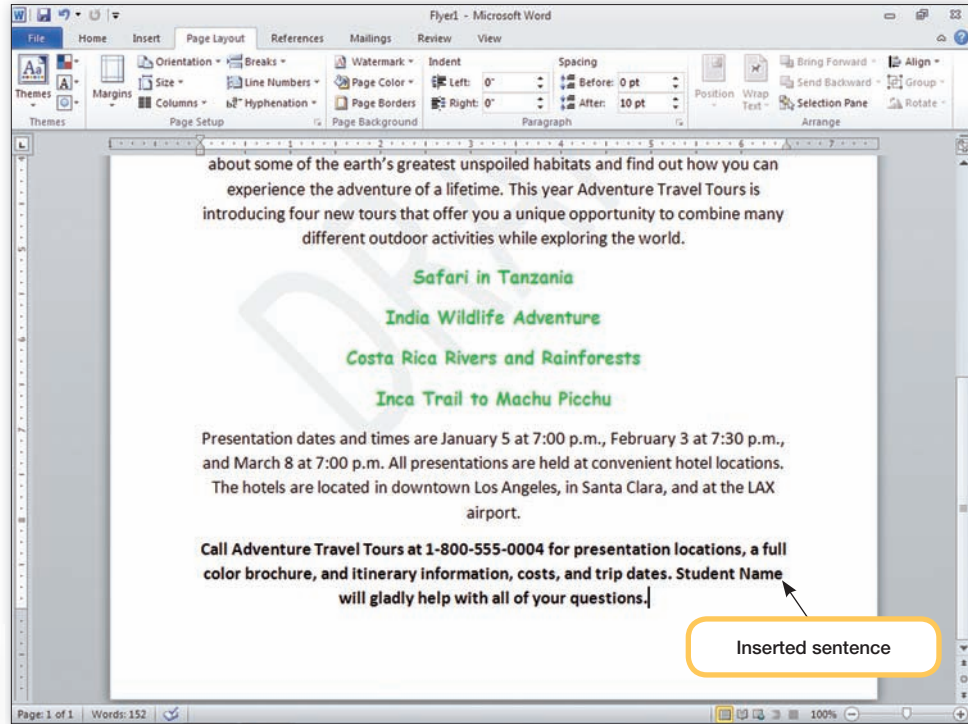 Flyer1 - Microsoft Word
File Home Insert Page Layout References Mailings Review View
Themes
Margins
Orientation
Size
Columns
Breaks
Line Numbers
Hyphenation
Watermark
Page Color
Page Borders
Indent
Left: 0"
Right: 0"
Spacing
Before: 0 pt
After: 10 pt
Position
Wrap Text
Bring Forward
Send Backward
Selection Pane
Align
Group
Rotate
Themes Page Setup Page Background Paragraph Arrange
about some of the earth's greatest unspoiled habitats and find out how you can
experience the adventure of a lifetime. This year Adventure Travel Tours is
introducing four new tours that offer you a unique opportunity to combine many
different outdoor activities while exploring the world.
Safari in Tanzania
India Wildlife Adventure
Costa Rica Rivers and Rainforests
Inca Trail to Machu Picchu
Presentation dates and times are January 5 at 7:00 p.m., February 3 at 7:30 p.m.,
and March 8 at 7:00 p.m. All presentations are held at convenient hotel locations.
The hotels are located in downtown Los Angeles, in Santa Clara, and at the LAX
airport.
Call Adventure Travel Tours at 1-800-555-0004 for presentation locations, a full
color brochure, and itinerary information, costs, and trip dates. Student Name
will gladly help with all of your questions.
Inserted sentence
Page: 1 of 1 Words: 152 100%